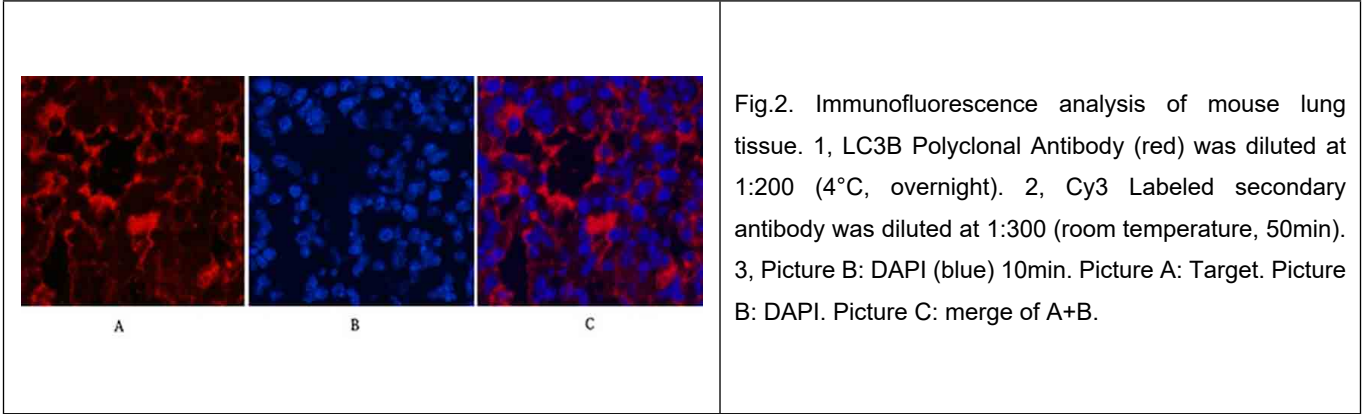 A
B
C
Fig.2. Immunofluorescence analysis of mouse lung
tissue. 1, LC3B Polyclonal Antibody (red) was diluted at
1:200 (4°C, overnight). 2, Cy3 Labeled secondary
antibody was diluted at 1:300 (room temperature, 50min).
3, Picture B: DAPI (blue) 10min. Picture A: Target. Picture
B: DAPI. Picture C: merge of A+B.